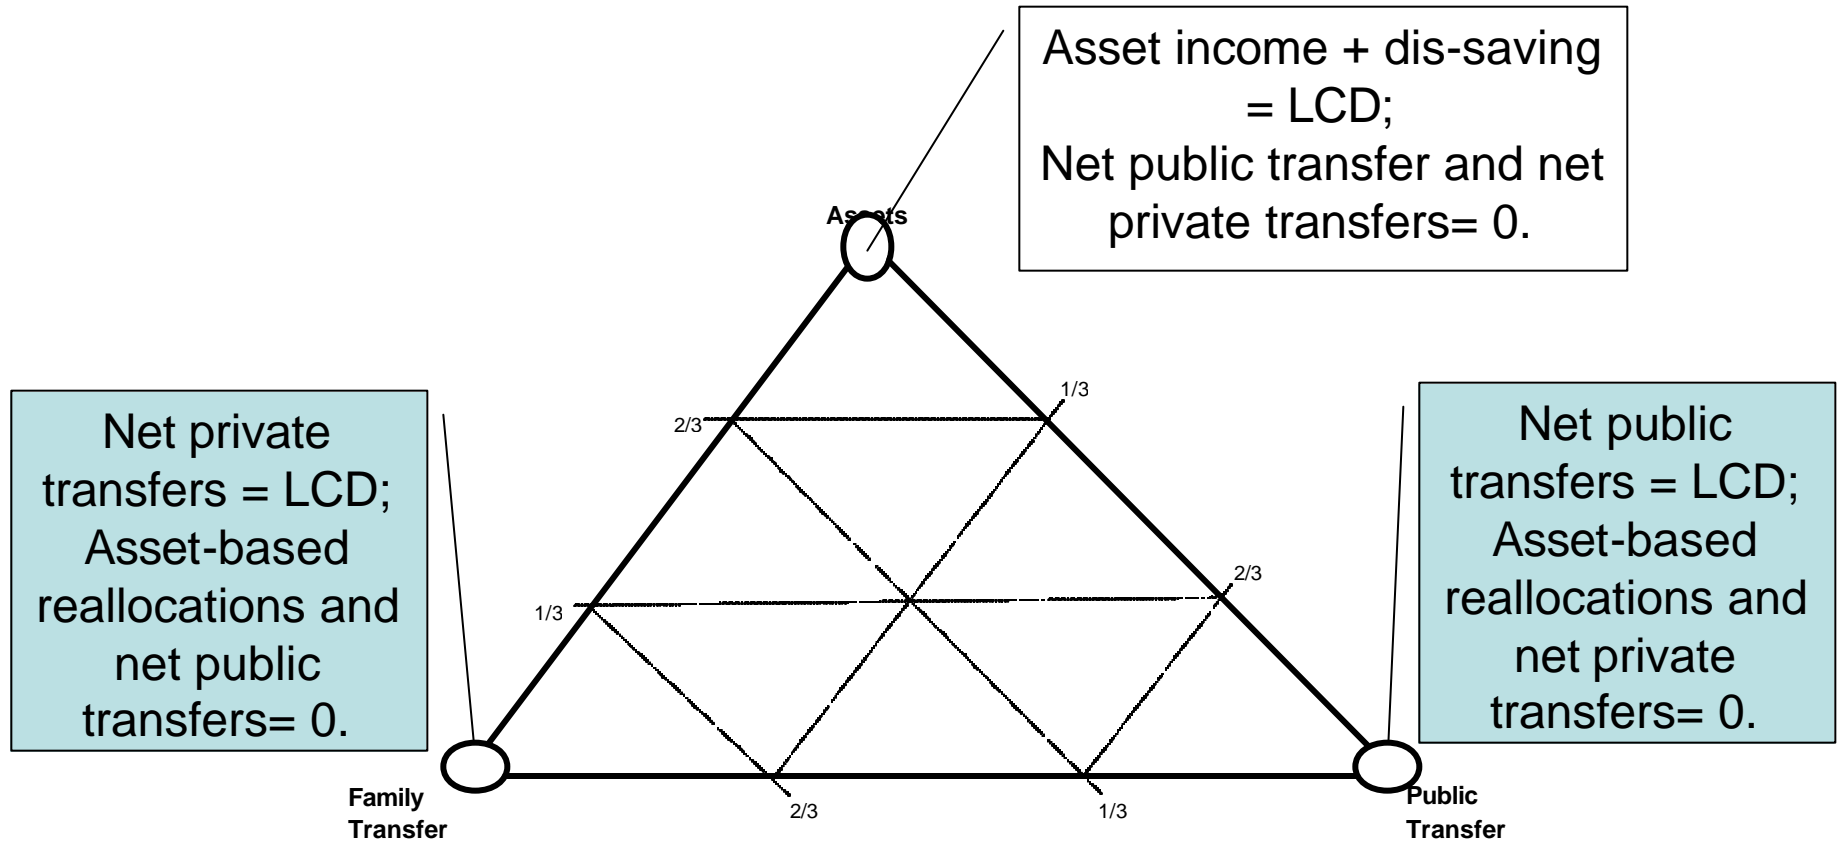 Asset income + dis-saving
= LCD;
Net public transfer and net
private transfers= 0.
Assets
Net private
transfers = LCD;
Asset-based
reallocations and
net public
transfers= 0.
Net public
transfers = LCD;
Asset-based
reallocations and
net private
transfers= 0.
1/3
2/3
2/3
1/3
Family
Transfer
2/3
1/3
Public
Transfer